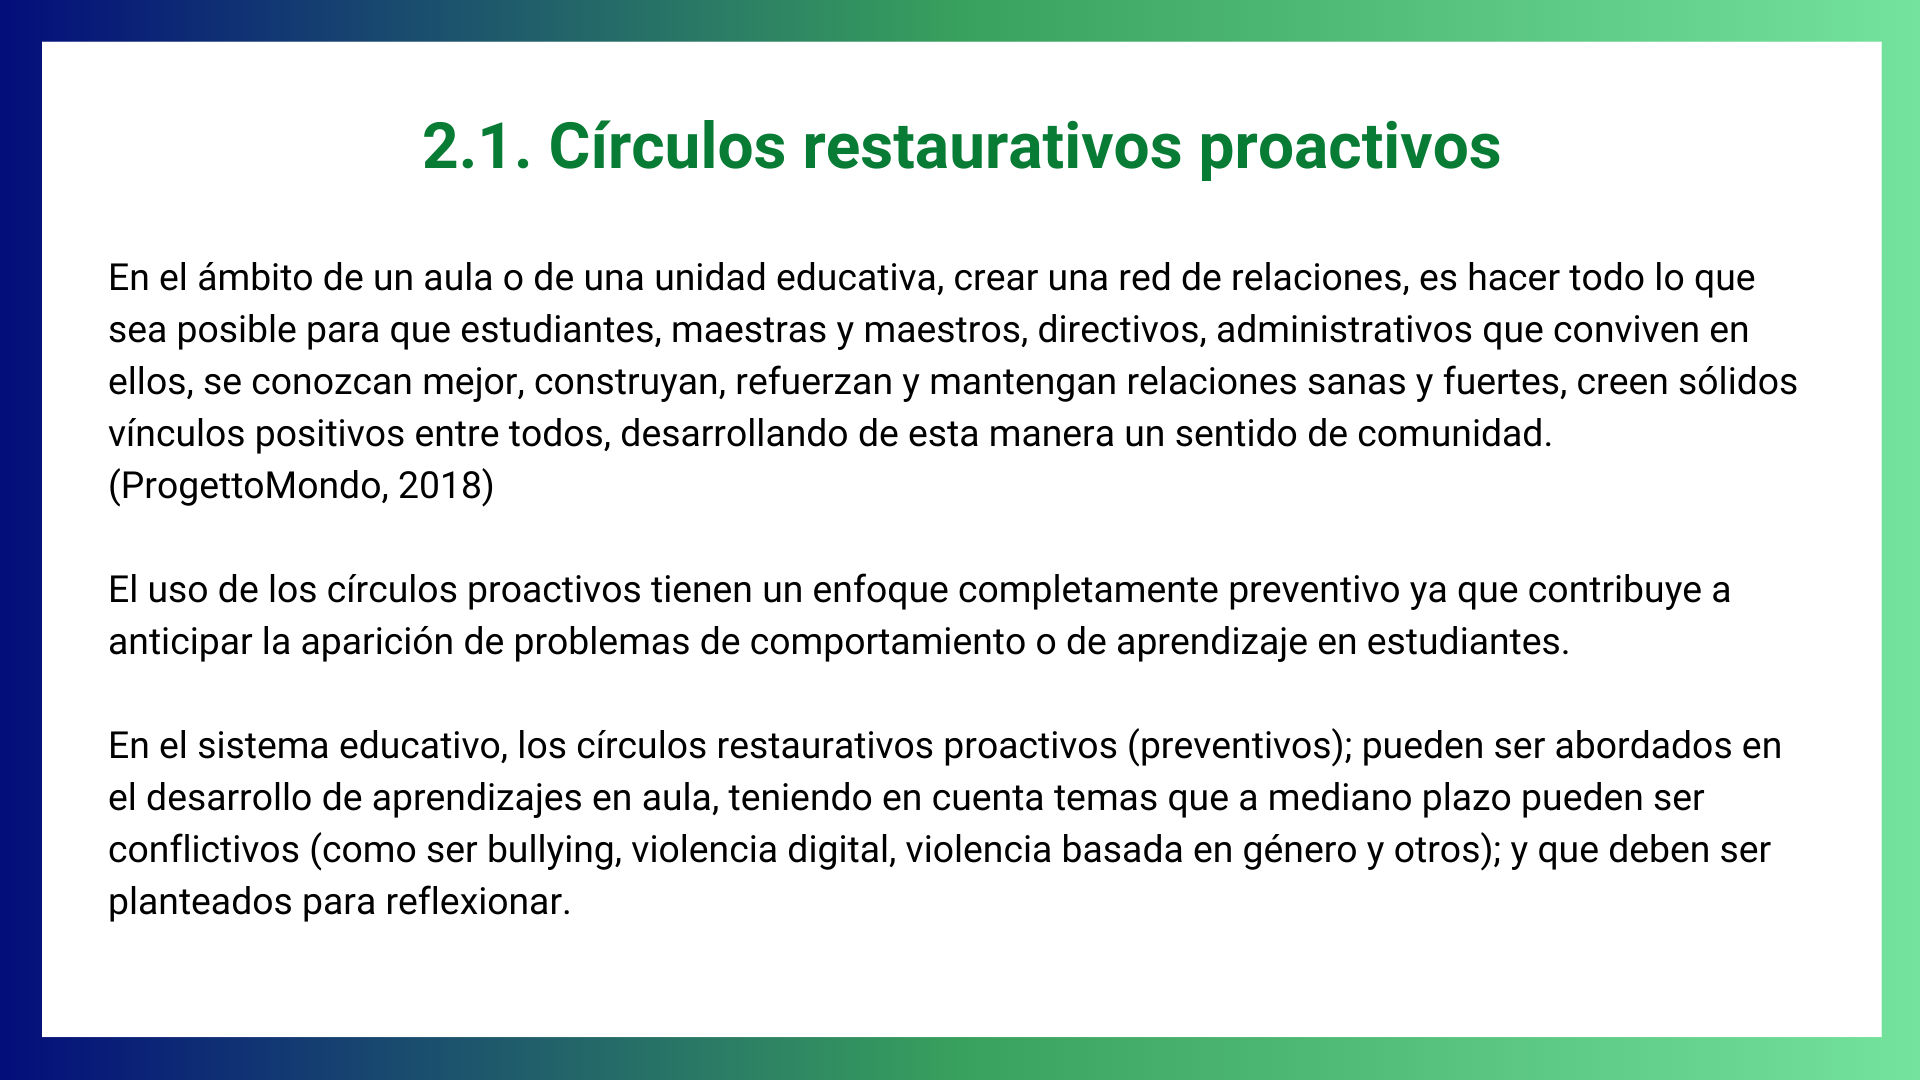 2.1. Círculos restaurativos proactivos
En el ámbito de un aula o de una unidad educativa, crear una red de relaciones, es hacer todo lo que
sea posible para que estudiantes, maestras y maestros, directivos, administrativos que conviven en
ellos, se conozcan mejor, construyan, refuerzan y mantengan relaciones sanas y fuertes, creen sólidos
vínculos positivos entre todos, desarrollando de esta manera un sentido de comunidad.
(ProgettoMondo, 2018)
El uso de los círculos proactivos tienen un enfoque completamente preventivo ya que contribuye a
anticipar la aparición de problemas de comportamiento o de aprendizaje en estudiantes.
En el sistema educativo, los círculos restaurativos proactivos (preventivos); pueden ser abordados en
el desarrollo de aprendizajes en aula, teniendo en cuenta temas que a mediano plazo pueden ser
conflictivos (como ser bullying, violencia digital, violencia basada en género y otros); y que deben ser
planteados para reflexionar.